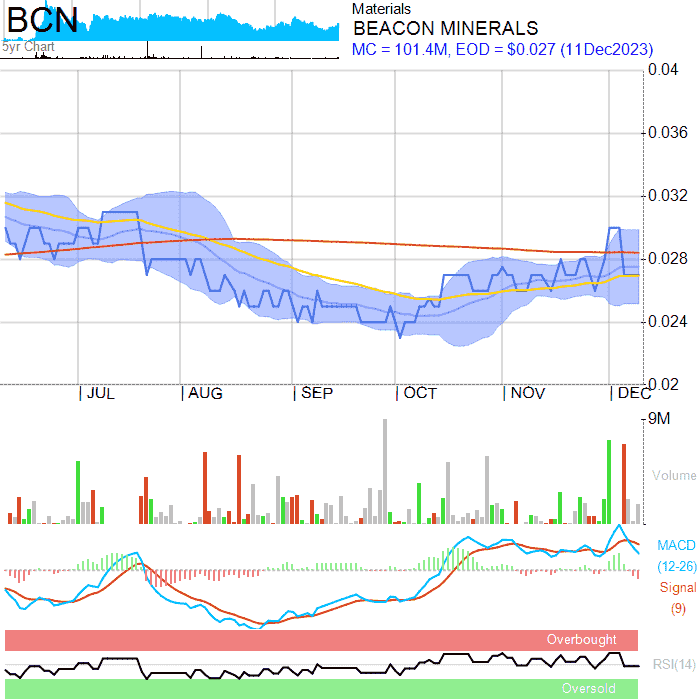 BCN
5yr Chart
Materials
BEACON MINERALS
MC = 101.4M, EOD = $0.027 (11Dec2023)
0.04
0.036
0.032
0.028
0.024
0.02
JUL AUG SEP OCT NOV DEC
9M
Volume
MACD
(12-26)
Signal
(9)
Overbought
RSI(14)
Oversold